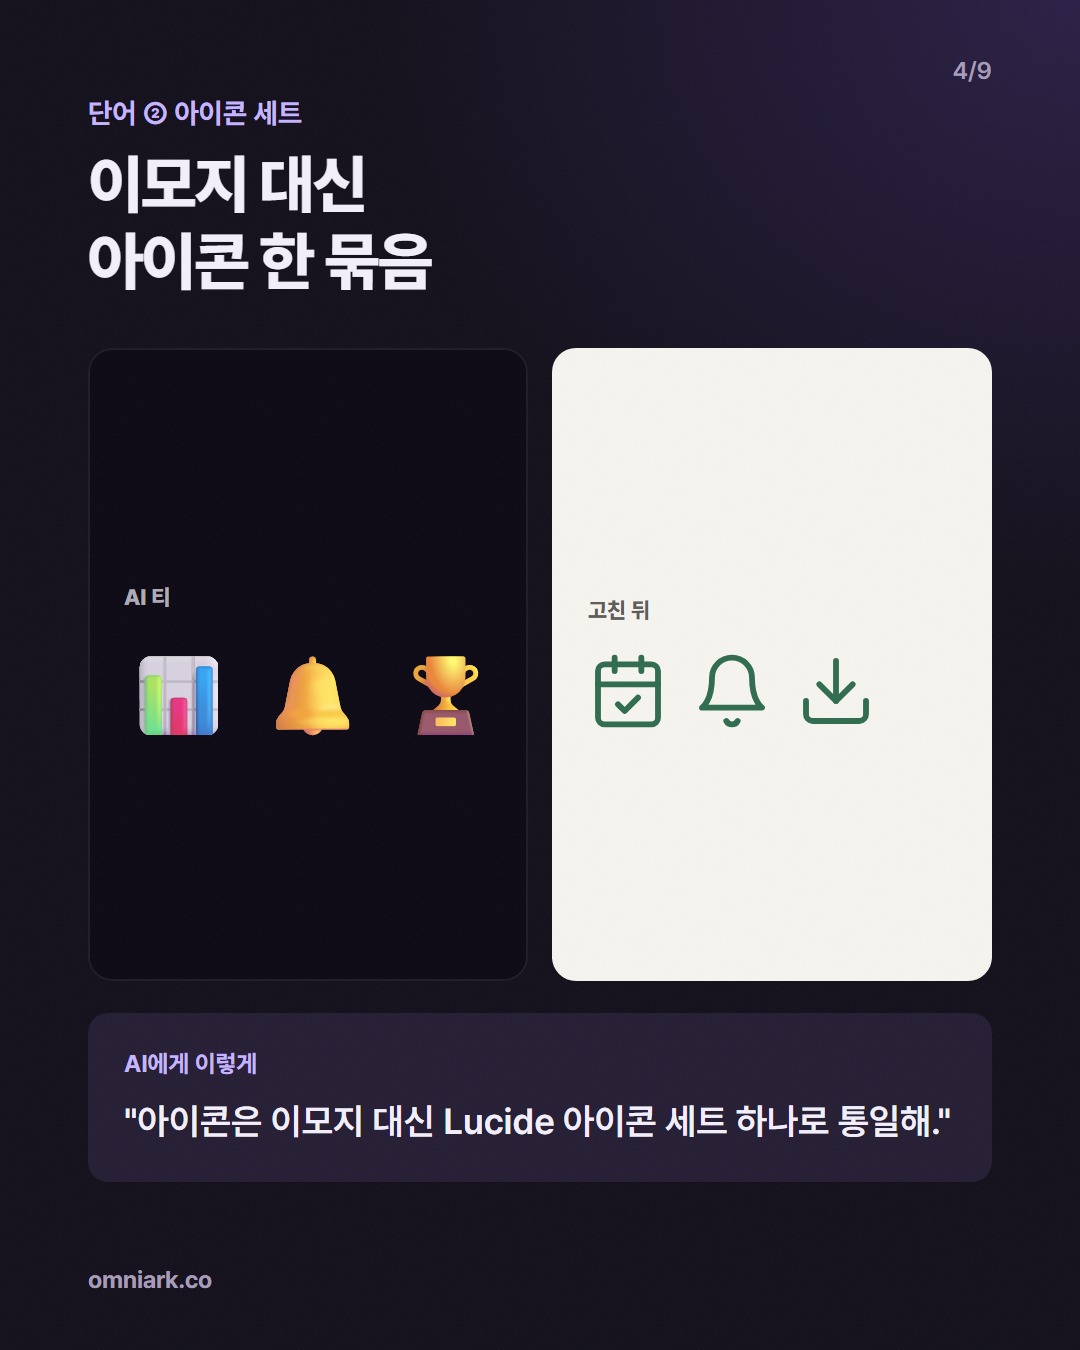 4/9
단어 ② 아이콘 세트
이모지 대신
아이콘 한 묶음
AI 티
고친 뒤
AI에게 이렇게
"아이콘은 이모지 대신 Lucide 아이콘 세트 하나로 통일해."
omniark.co